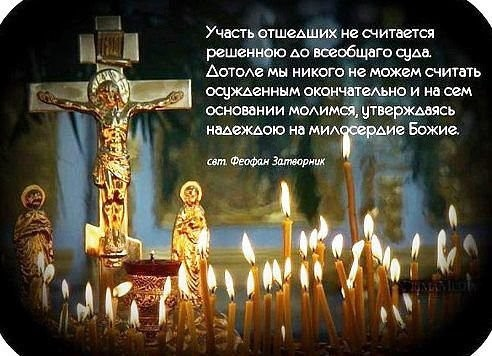 Участь отшедших не считается
решенною до всеобщаго суда.
Дотоле мы никого не можем считать
осужденным окончательно и на сем
основании молимся, утверждаясь
надеждою на милосердие Божие.
свт. Феофан Затворник